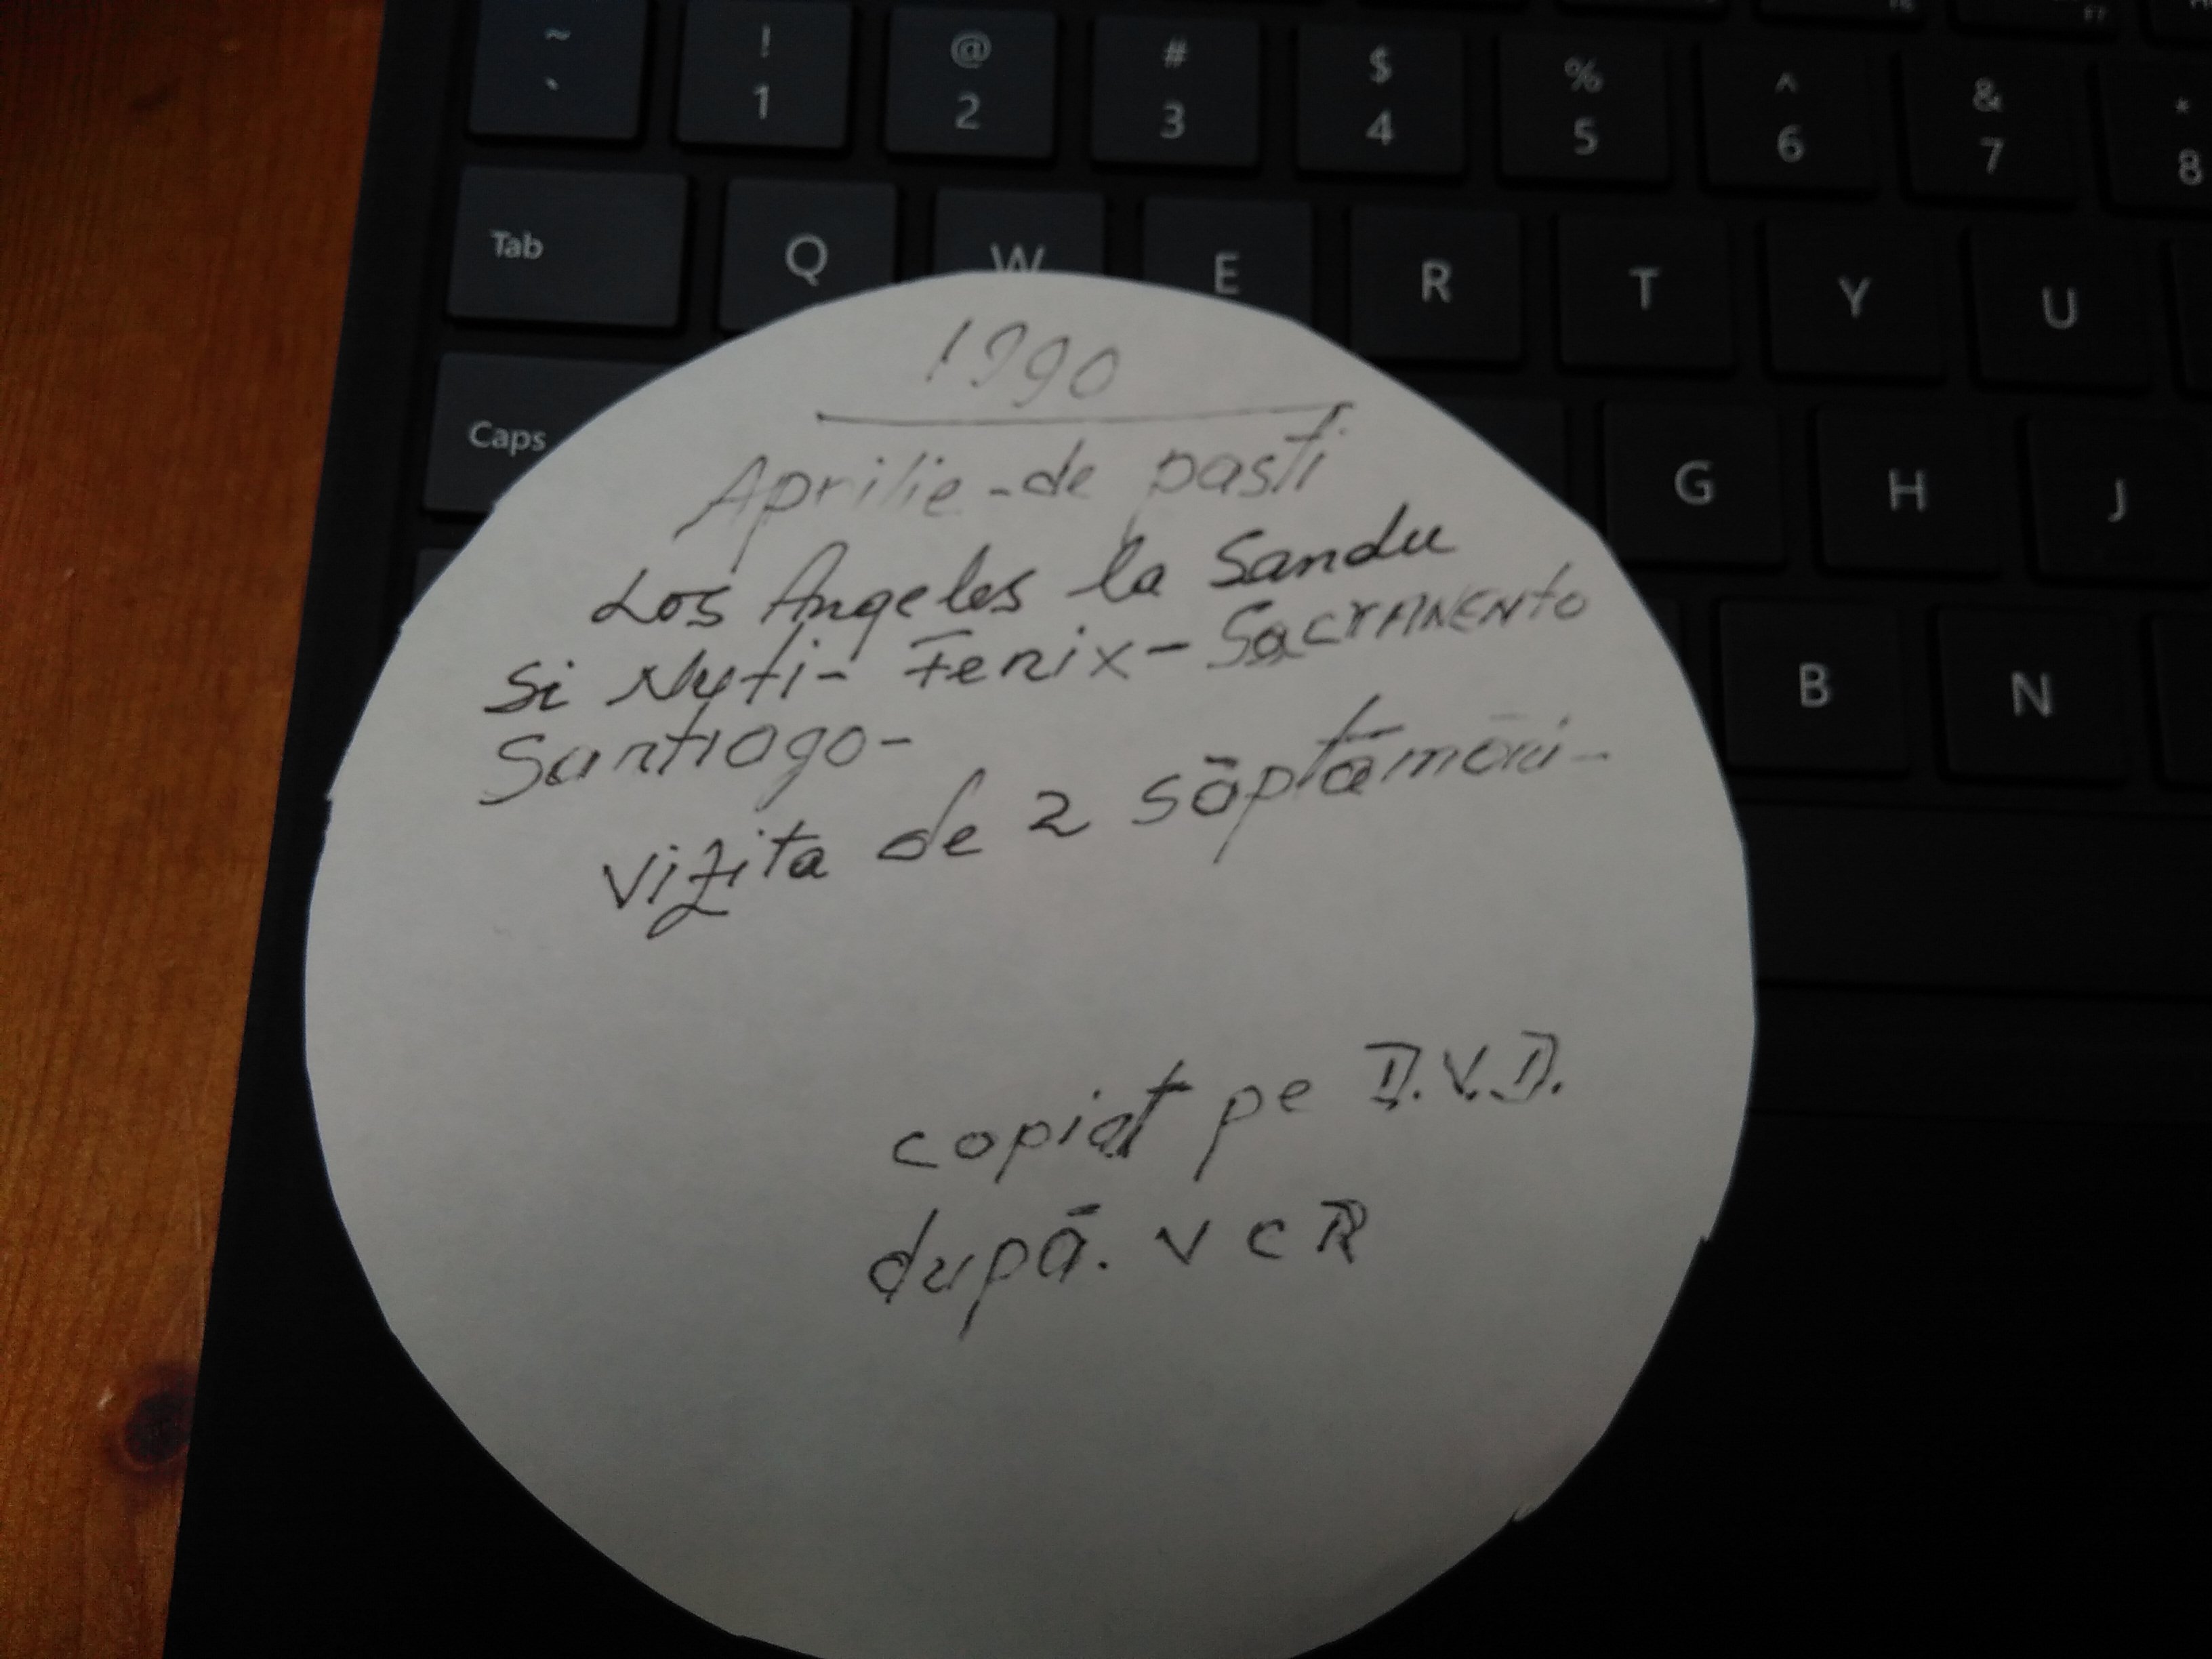 ~ ! @ # $ % ^ & *
` 1 2 3 4 5 6 7 8
Tab Q W E R T Y U
Caps G H J
B N
1990
Aprilie-de pasti
Los Angeles la Sandu
Si Nuti- Fenix-SACRAMENto
Santiago-
vizita de 2 săptămâni-
copiat pe D.V.D.
după. V C R